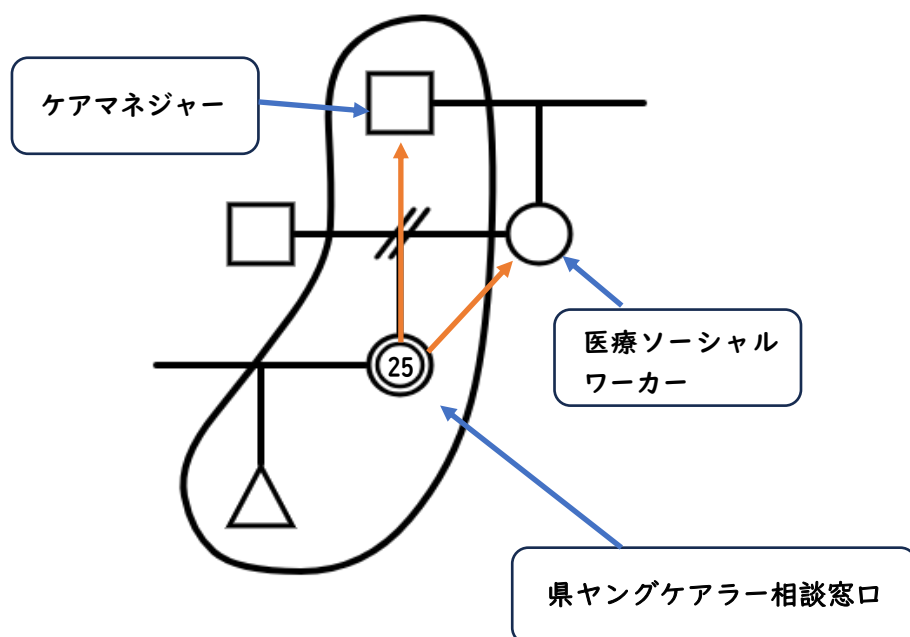 ケアマネジャー
25
医療ソーシャル
ワーカー
県ヤングケアラー相談窓口